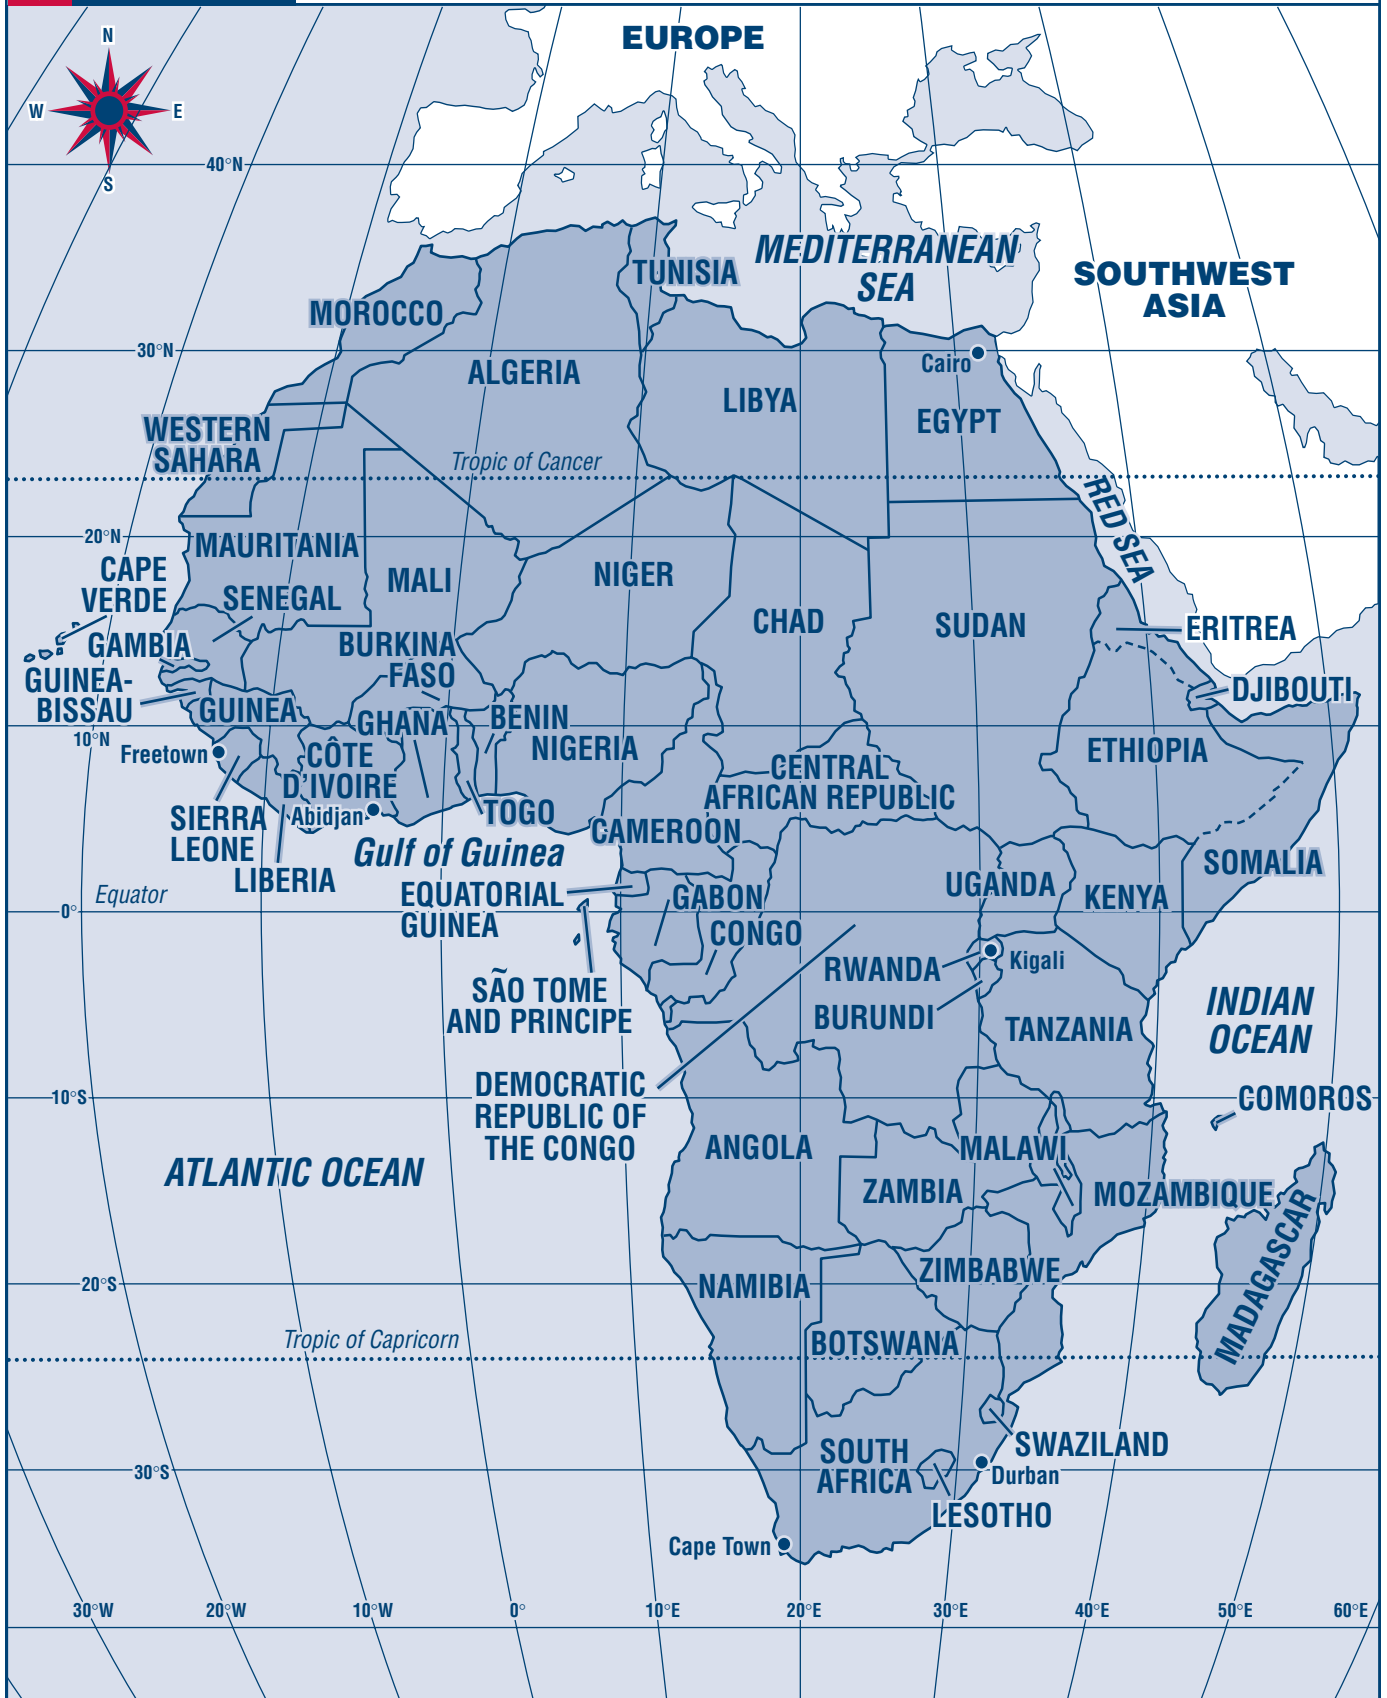 EUROPE
N
W
E
S
40°N
MEDITERRANEAN
SEA
SOUTHWEST
ASIA
TUNISIA
MOROCCO
30°N
Cairo
ALGERIA
LIBYA
EGYPT
WESTERN
SAHARA
Tropic of Cancer
RED SEA
20°N
MAURITANIA
CAPE
VERDE
MALI
NIGER
SENEGAL
CHAD
SUDAN
ERITREA
GAMBIA
BURKINA
FASO
GUINEA-
BISSAU
DJIBOUTI
GUINEA
GHANA
BENIN
10°N
Freetown
CÔTE
D'IVOIRE
NIGERIA
ETHIOPIA
CENTRAL
AFRICAN REPUBLIC
SIERRA
LEONE
Abidjan
TOGO
CAMEROON
Gulf of Guinea
LIBERIA
SOMALIA
Equator
EQUATORIAL
GUINEA
GABON
UGANDA
KENYA
0°
CONGO
RWANDA
Kigali
SÃO TOME
AND PRINCIPE
BURUNDI
TANZANIA
INDIAN
OCEAN
DEMOCRATIC
REPUBLIC OF
THE CONGO
10°S
COMOROS
ANGOLA
MALAWI
ATLANTIC OCEAN
ZAMBIA
MOZAMBIQUE
MADAGASCAR
20°S
NAMIBIA
ZIMBABWE
Tropic of Capricorn
BOTSWANA
SWAZILAND
SOUTH
AFRICA
30°S
Durban
LESOTHO
Cape Town
30°W
20°W
10°W
0°
10°E
20°E
30°E
40°E
50°E
60°E